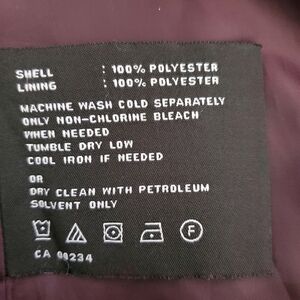 SHELL : 100% POLYESTER
LINING : 100% POLYESTER
MACHINE WASH COLD SEPARATELY
ONLY NON-CHLORINE BLEACH
WHEN NEEDED
TUMBLE DRY LOW
COOL IRON IF NEEDED
OR
DRY CLEAN WITH PETROLEUM
SOLVENT ONLY
F
CA 00234